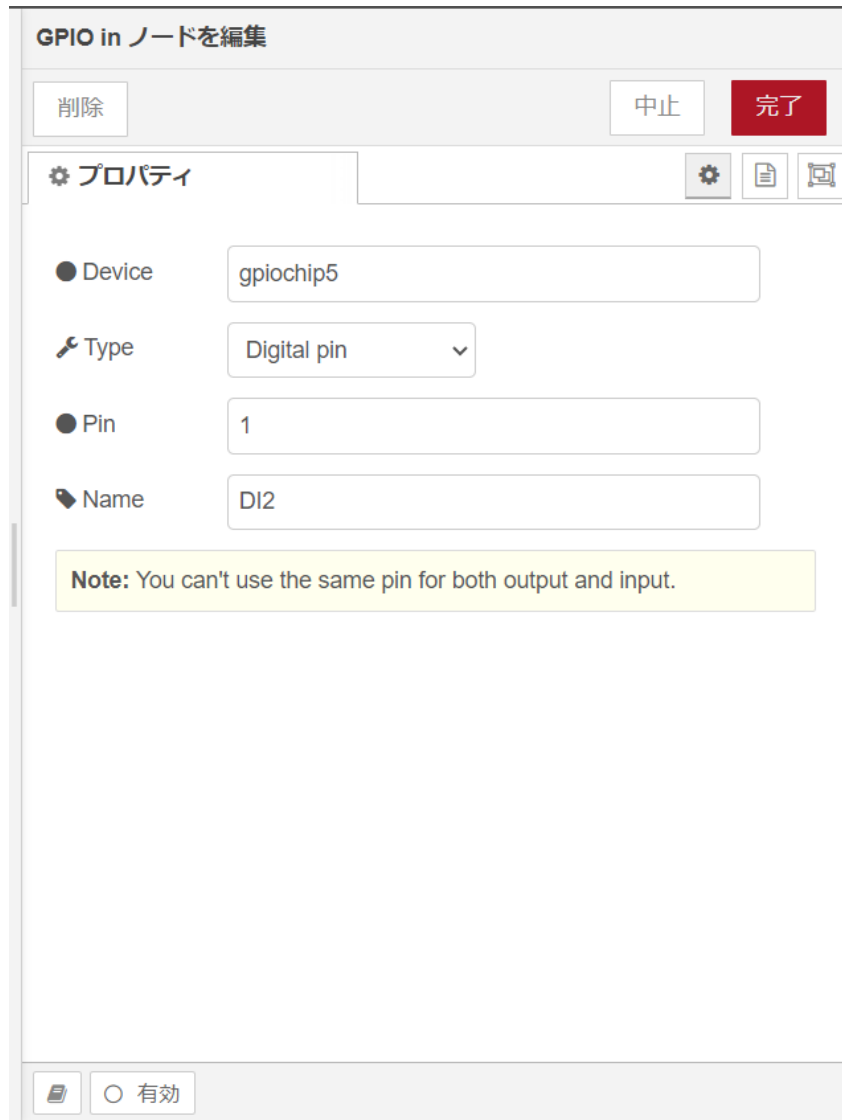 GPIO in ノードを編集
削除
中止
完了
プロパティ
Device
gpiochip5
Type
Digital pin
Pin
1
Name
DI2
Note: You can't use the same pin for both output and input.
有効